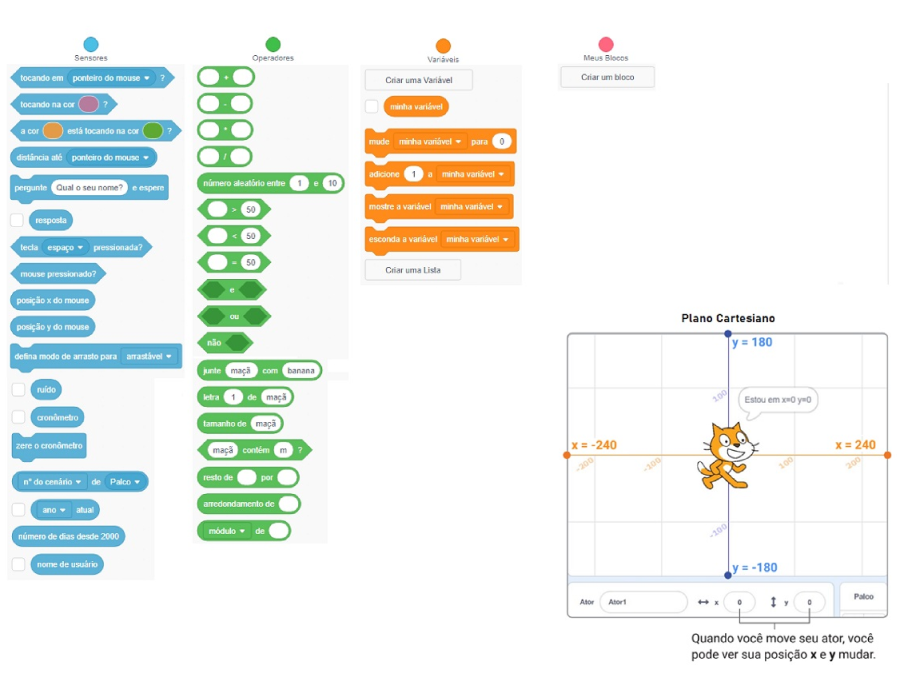 Sensores
tocando em ponteiro do mouse ?
tocando na cor ?
a cor está tocando na cor ?
distância até ponteiro do mouse
pergunte Qual o seu nome? e espere
resposta
tecla espaço pressionada?
mouse pressionado?
posição x do mouse
posição y do mouse
defina modo de arrasto para arrastável
ruído
cronômetro
zere o cronômetro
nº do cenário de Palco
ano atual
número de dias desde 2000
nome de usuário
Operadores
+
-
*
/
número aleatório entre 1 e 10
> 50
< 50
= 50
e
ou
não
junte maçã com banana
letra 1 de maçã
tamanho de maçã
maçã contém m ?
resto de por
arredondamento de
módulo de
Variáveis
Criar uma Variável
minha variável
mude minha variável para 0
adicione 1 a minha variável
mostre a variável minha variável
esconda a variável minha variável
Criar uma Lista
Meus Blocos
Criar um bloco
Plano Cartesiano
y = 180
100
Estou em x=0 y=0
x = -240
x = 240
-200
-100
100
200
-100
y = -180
Ator Ator1 x 0 y 0
Palco
Quando você move seu ator, você
pode ver sua posição x e y mudar.